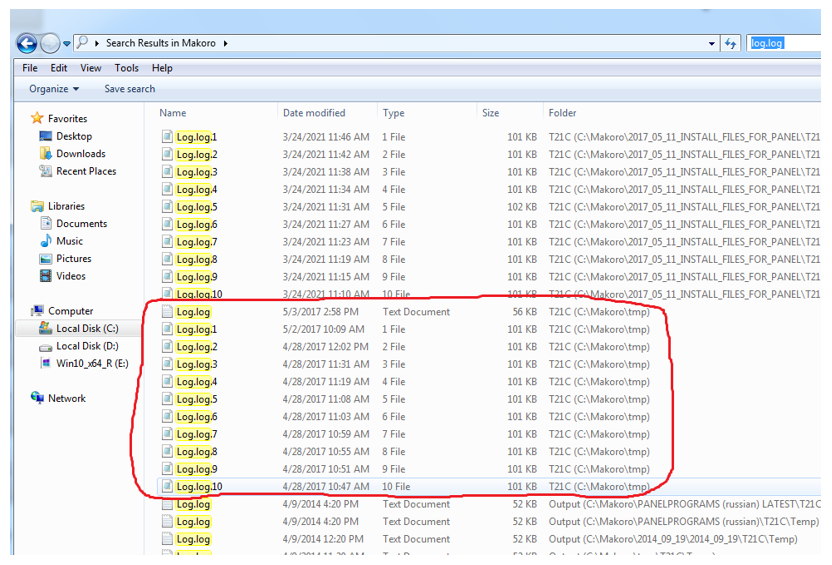 Search Results in Makoro
log.log
File Edit View Tools Help
Organize Save search
Favorites
Desktop
Downloads
Recent Places
Libraries
Documents
Music
Pictures
Videos
Computer
Local Disk (C:)
Local Disk (D:)
Win10_x64_R (E:)
Network
Name Date modified Type Size Folder
Log.log.1 3/24/2021 11:46 AM 1 File 101 KB T21C (C:\Makoro\2017_05_11_INSTALL_FILES_FOR_PANEL\T21
Log.log.2 3/24/2021 11:42 AM 2 File 101 KB T21C (C:\Makoro\2017_05_11_INSTALL_FILES_FOR_PANEL\T21
Log.log.3 3/24/2021 11:38 AM 3 File 101 KB T21C (C:\Makoro\2017_05_11_INSTALL_FILES_FOR_PANEL\T21
Log.log.4 3/24/2021 11:34 AM 4 File 101 KB T21C (C:\Makoro\2017_05_11_INSTALL_FILES_FOR_PANEL\T21
Log.log.5 3/24/2021 11:31 AM 5 File 102 KB T21C (C:\Makoro\2017_05_11_INSTALL_FILES_FOR_PANEL\T21
Log.log.6 3/24/2021 11:27 AM 6 File 101 KB T21C (C:\Makoro\2017_05_11_INSTALL_FILES_FOR_PANEL\T21
Log.log.7 3/24/2021 11:23 AM 7 File 101 KB T21C (C:\Makoro\2017_05_11_INSTALL_FILES_FOR_PANEL\T21
Log.log.8 3/24/2021 11:19 AM 8 File 101 KB T21C (C:\Makoro\2017_05_11_INSTALL_FILES_FOR_PANEL\T21
Log.log.9 3/24/2021 11:15 AM 9 File 101 KB T21C (C:\Makoro\2017_05_11_INSTALL_FILES_FOR_PANEL\T21
Log.log.10 3/24/2021 11:10 AM 10 File 101 KB T21C (C:\Makoro\2017_05_11_INSTALL_FILES_FOR_PANEL\T21
Log.log 5/3/2017 2:58 PM Text Document 56 KB T21C (C:\Makoro\tmp)
Log.log.1 5/2/2017 10:09 AM 1 File 101 KB T21C (C:\Makoro\tmp)
Log.log.2 4/28/2017 12:02 PM 2 File 101 KB T21C (C:\Makoro\tmp)
Log.log.3 4/28/2017 11:31 AM 3 File 101 KB T21C (C:\Makoro\tmp)
Log.log.4 4/28/2017 11:19 AM 4 File 101 KB T21C (C:\Makoro\tmp)
Log.log.5 4/28/2017 11:08 AM 5 File 101 KB T21C (C:\Makoro\tmp)
Log.log.6 4/28/2017 11:03 AM 6 File 101 KB T21C (C:\Makoro\tmp)
Log.log.7 4/28/2017 10:59 AM 7 File 101 KB T21C (C:\Makoro\tmp)
Log.log.8 4/28/2017 10:55 AM 8 File 101 KB T21C (C:\Makoro\tmp)
Log.log.9 4/28/2017 10:51 AM 9 File 101 KB T21C (C:\Makoro\tmp)
Log.log.10 4/28/2017 10:47 AM 10 File 101 KB T21C (C:\Makoro\tmp)
Log.log 4/9/2014 4:20 PM Text Document 52 KB Output (C:\Makoro\PANELPROGRAMS (russian) LATEST\T21C
Log.log 4/9/2014 4:20 PM Text Document 52 KB Output (C:\Makoro\PANELPROGRAMS (russian)\T21C\Temp)
Log.log 4/9/2014 12:20 PM Text Document 52 KB Output (C:\Makoro\2014_09_19\2014_09_19\T21C\Temp)